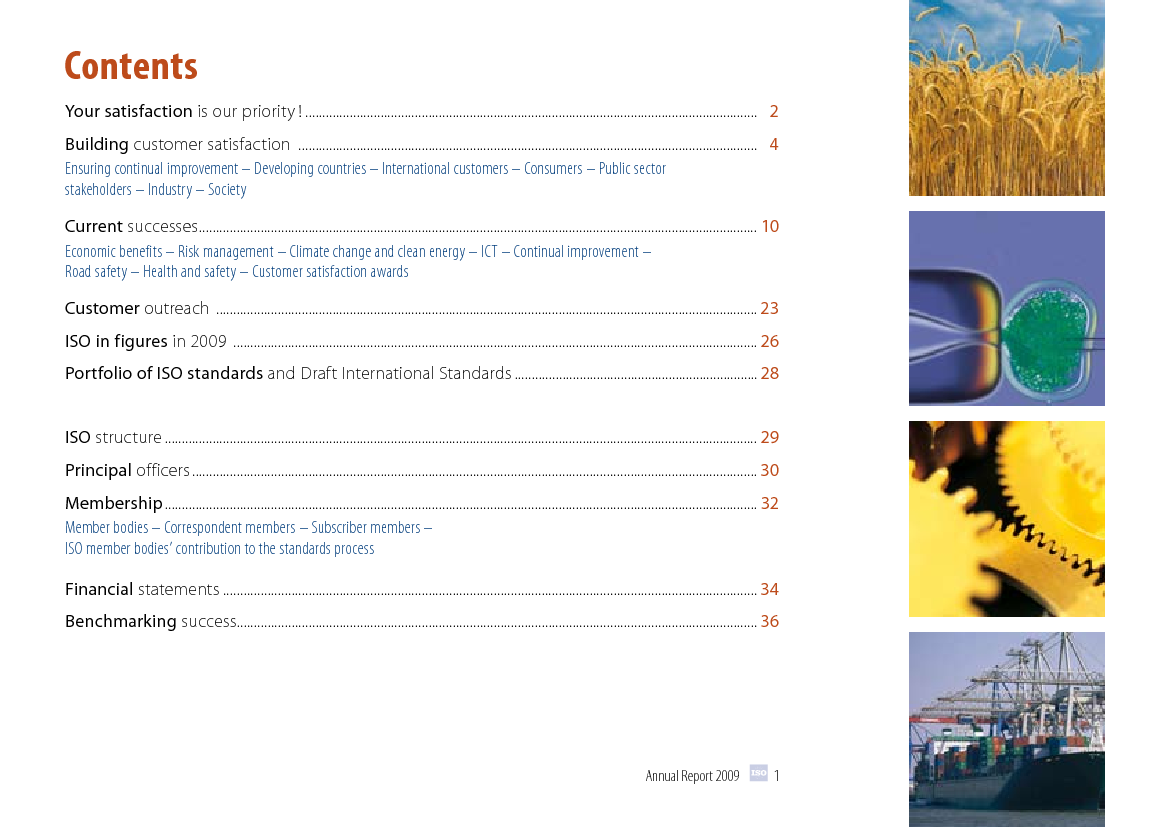 Contents
Your satisfaction is our priority ! ........ 2
Building customer satisfaction ........ 4
Ensuring continual improvement – Developing countries – International customers – Consumers – Public sector
stakeholders – Industry – Society
Current successes ........ 10
Economic benefits – Risk management – Climate change and clean energy – ICT – Continual improvement –
Road safety – Health and safety – Customer satisfaction awards
Customer outreach ........ 23
ISO in figures in 2009 ........ 26
Portfolio of ISO standards and Draft International Standards ........ 28
ISO structure ........ 29
Principal officers ........ 30
Membership ........ 32
Member bodies – Correspondent members – Subscriber members –
ISO member bodies’ contribution to the standards process
Financial statements ........ 34
Benchmarking success ........ 36
Annual Report 2009 ISO 1